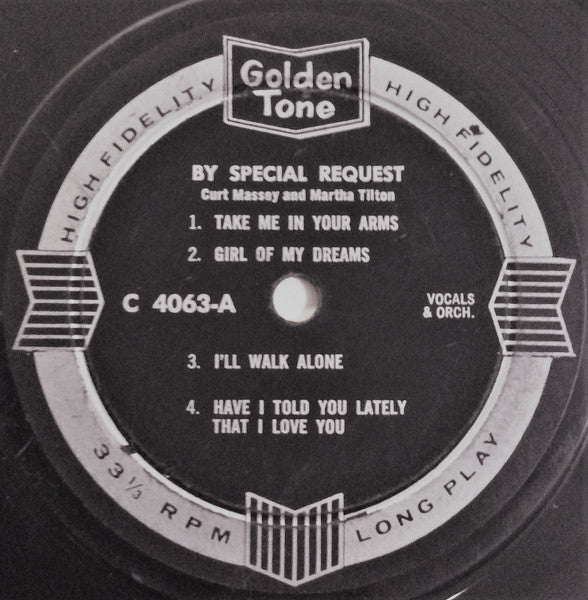 Golden
Tone
HIGH FIDELITY
HIGH FIDELITY
BY SPECIAL REQUEST
Curt Massey and Martha Tilton
1. TAKE ME IN YOUR ARMS
2. GIRL OF MY DREAMS
C 4063-A
VOCALS
& ORCH.
3. I'LL WALK ALONE
4. HAVE I TOLD YOU LATELY
THAT I LOVE YOU
33⅓ RPM
LONG PLAY